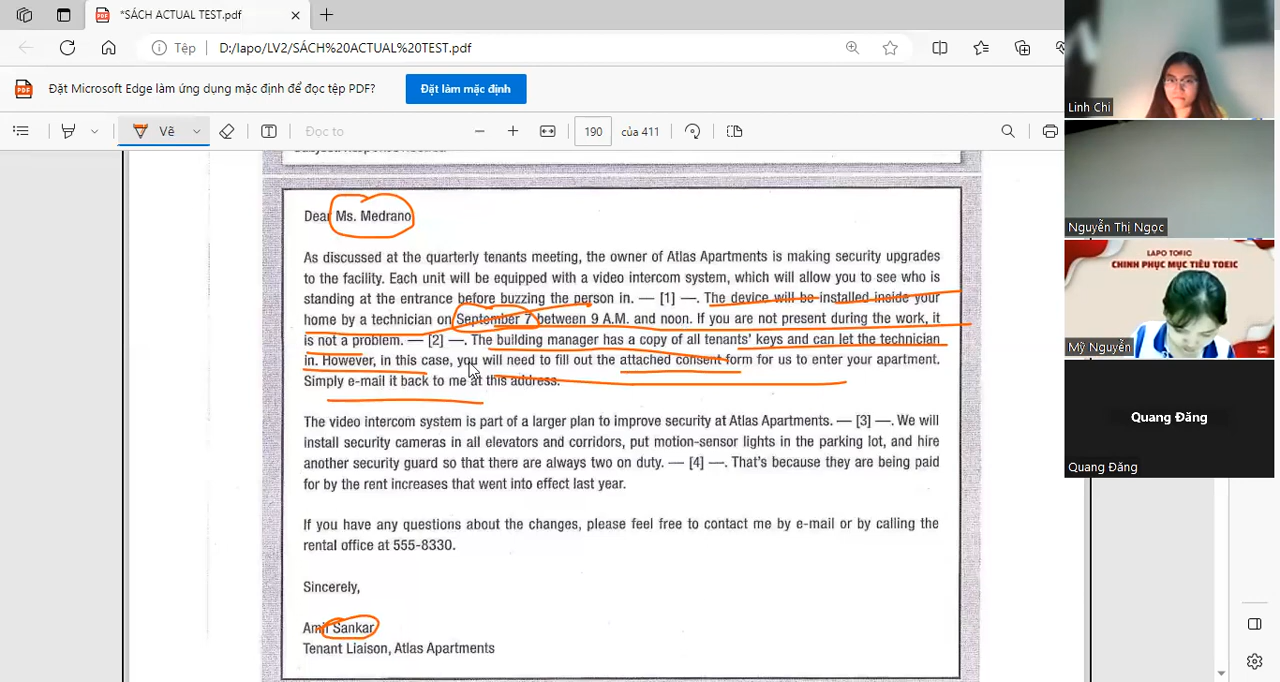 *SÁCH ACTUAL TEST.pdf
Tệp D:/lapo/LV2/SÁCH%20ACTUAL%20TEST.pdf
Đặt Microsoft Edge làm ứng dụng mặc định để đọc tệp PDF? Đặt làm mặc định
Vẽ Đọc to 190 của 411
Dear Ms. Medrano
As discussed at the quarterly tenants meeting, the owner of Atlas Apartments is making security upgrades
to the facility. Each unit will be equipped with a video intercom system, which will allow you to see who is
standing at the entrance before buzzing the person in. — [1] —. The device will be installed inside your
home by a technician on September 7 between 9 A.M. and noon. If you are not present during the work, it
is not a problem. — [2] —. The building manager has a copy of all tenants' keys and can let the technician
in. However, in this case, you will need to fill out the attached consent form for us to enter your apartment.
Simply e-mail it back to me at this address.
The video intercom system is part of a larger plan to improve security at Atlas Apartments. — [3] —. We will
install security cameras in all elevators and corridors, put motion-sensor lights in the parking lot, and hire
another security guard so that there are always two on duty. — [4] —. That's because they are being paid
for by the rent increases that went into effect last year.
If you have any questions about the changes, please feel free to contact me by e-mail or by calling the
rental office at 555-8330.
Sincerely,
Sankar
Tenant Liaison, Atlas Apartments
Linh Chi
Nguyễn Thị Ngọc
LAPO TOEIC
CHINH PHỤC MỤC TIÊU TOEIC
Mỹ Nguyễn
Quang Đăng
Quang Đăng